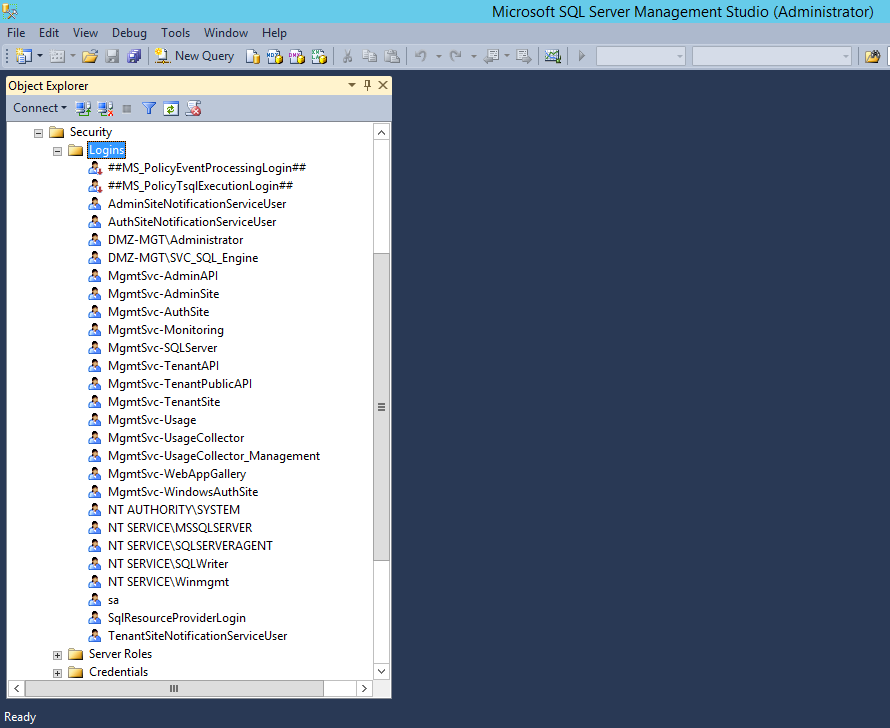 Microsoft SQL Server Management Studio (Administrator)
File Edit View Debug Tools Window Help
New Query
Object Explorer
Connect
Security
Logins
##MS_PolicyEventProcessingLogin##
##MS_PolicyTsqlExecutionLogin##
AdminSiteNotificationServiceUser
AuthSiteNotificationServiceUser
DMZ-MGT\Administrator
DMZ-MGT\SVC_SQL_Engine
MgmtSvc-AdminAPI
MgmtSvc-AdminSite
MgmtSvc-AuthSite
MgmtSvc-Monitoring
MgmtSvc-SQLServer
MgmtSvc-TenantAPI
MgmtSvc-TenantPublicAPI
MgmtSvc-TenantSite
MgmtSvc-Usage
MgmtSvc-UsageCollector
MgmtSvc-UsageCollector_Management
MgmtSvc-WebAppGallery
MgmtSvc-WindowsAuthSite
NT AUTHORITY\SYSTEM
NT SERVICE\MSSQLSERVER
NT SERVICE\SQLSERVERAGENT
NT SERVICE\SQLWriter
NT SERVICE\Winmgmt
sa
SqlResourceProviderLogin
TenantSiteNotificationServiceUser
Server Roles
Credentials
Ready